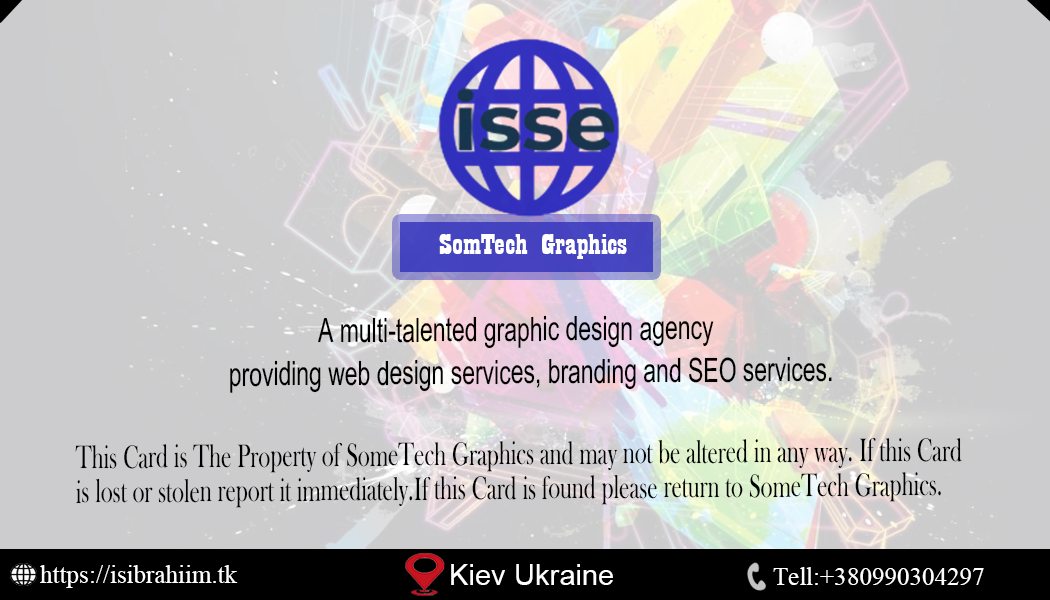 isse
SomTech Graphics
A multi-talented graphic design agency
providing web design services, branding and SEO services.
This Card is The Property of SomeTech Graphics and may not be altered in any way. If this Card
is lost or stolen report it immediately.If this Card is found please return to SomeTech Graphics.
https://isibrahiim.tk
Kiev Ukraine
Tell:+380990304297